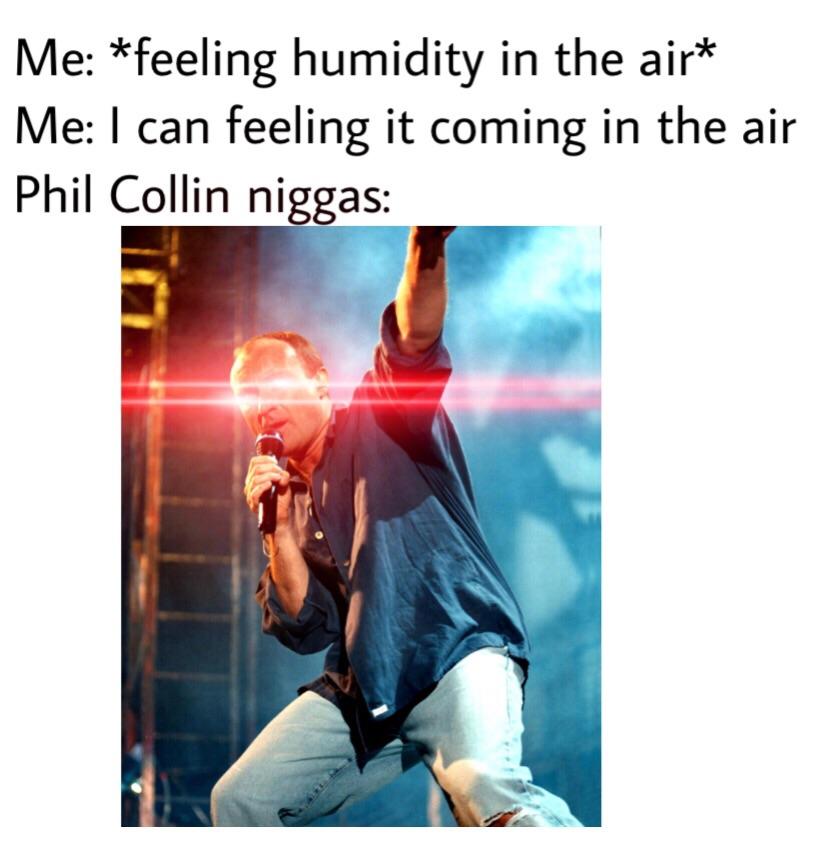 Me: *feeling humidity in the air*
Me: I can feeling it coming in the air
Phil Collin niggas: